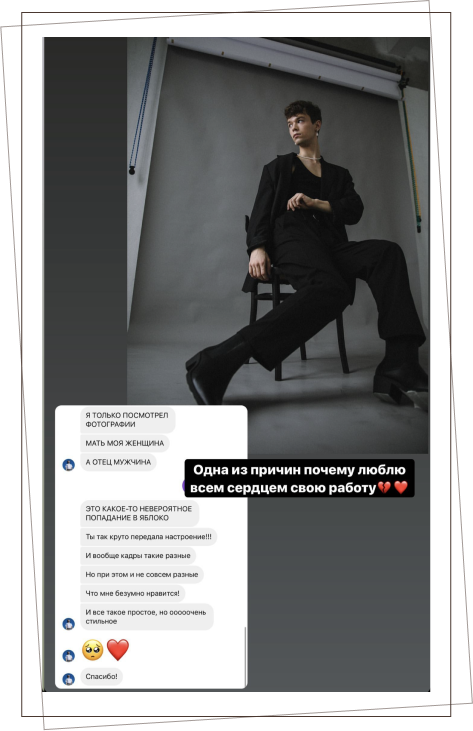 Я ТОЛЬКО ПОСМОТРЕЛ
ФОТОГРАФИИ
МАТЬ МОЯ ЖЕНЩИНА
А ОТЕЦ МУЖЧИНА
Одна из причин почему люблю
всем сердцем свою работу💔❤️
ЭТО КАКОЕ-ТО НЕВЕРОЯТНОЕ
ПОПАДАНИЕ В ЯБЛОКО
Ты так круто передала настроение!!!
И вообще кадры такие разные
Но при этом и не совсем разные
Что мне безумно нравится!
И все такое простое, но ооооочень
стильное
🥹❤️
Спасибо!